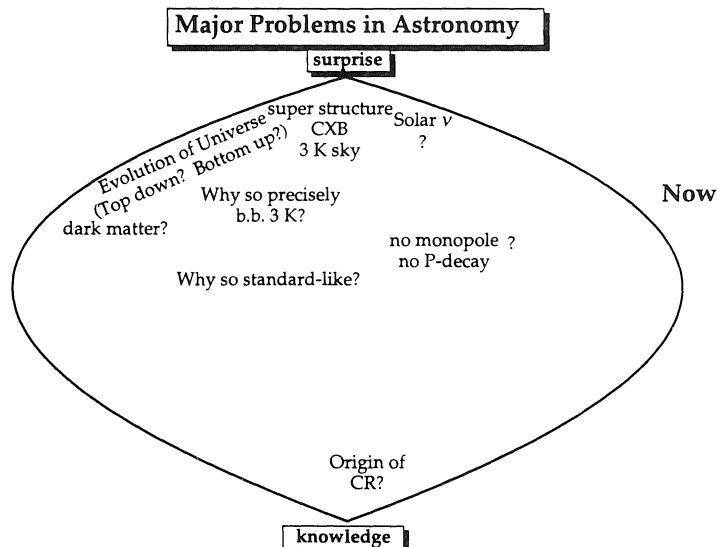 Major Problems in Astronomy
surprise
super structure
CXB
3 K sky
Solar ν
?
Evolution of Universe
(Top down? Bottom up?)
dark matter?
Why so precisely
b.b. 3 K?
Now
no monopole ?
no P-decay
Why so standard-like?
Origin of
CR?
knowledge